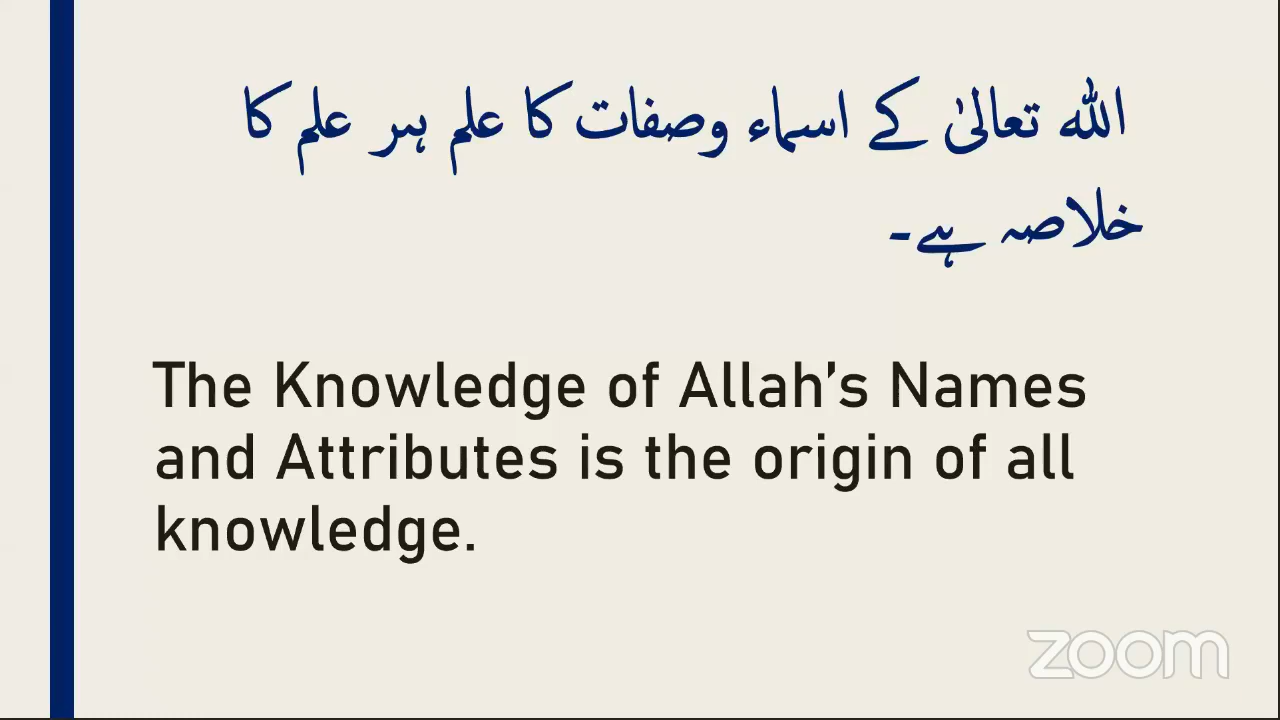 اللہ تعالیٰ کے اسماء وصفات کا علم ہر علم کا
خلاصہ ہے۔
The Knowledge of Allah’s Names
and Attributes is the origin of all
knowledge.
zoom